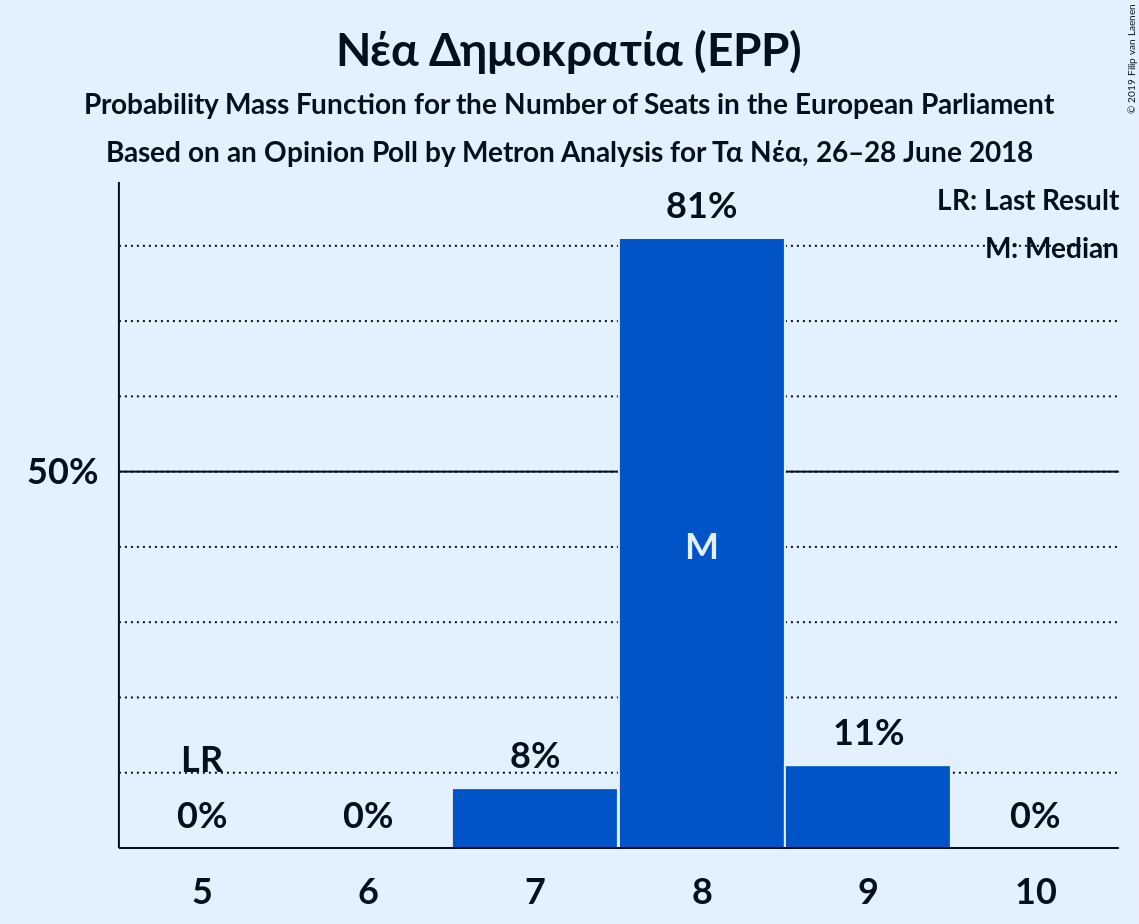 Νέα Δημοκρατία (EPP)
Probability Mass Function for the Number of Seats in the European Parliament
Based on an Opinion Poll by Metron Analysis for Τα Νέα, 26–28 June 2018
© 2019 Filip van Laenen
LR: Last Result
M: Median
81%
50%
M
LR
8%
11%
0%
0%
0%
5
6
7
8
9
10